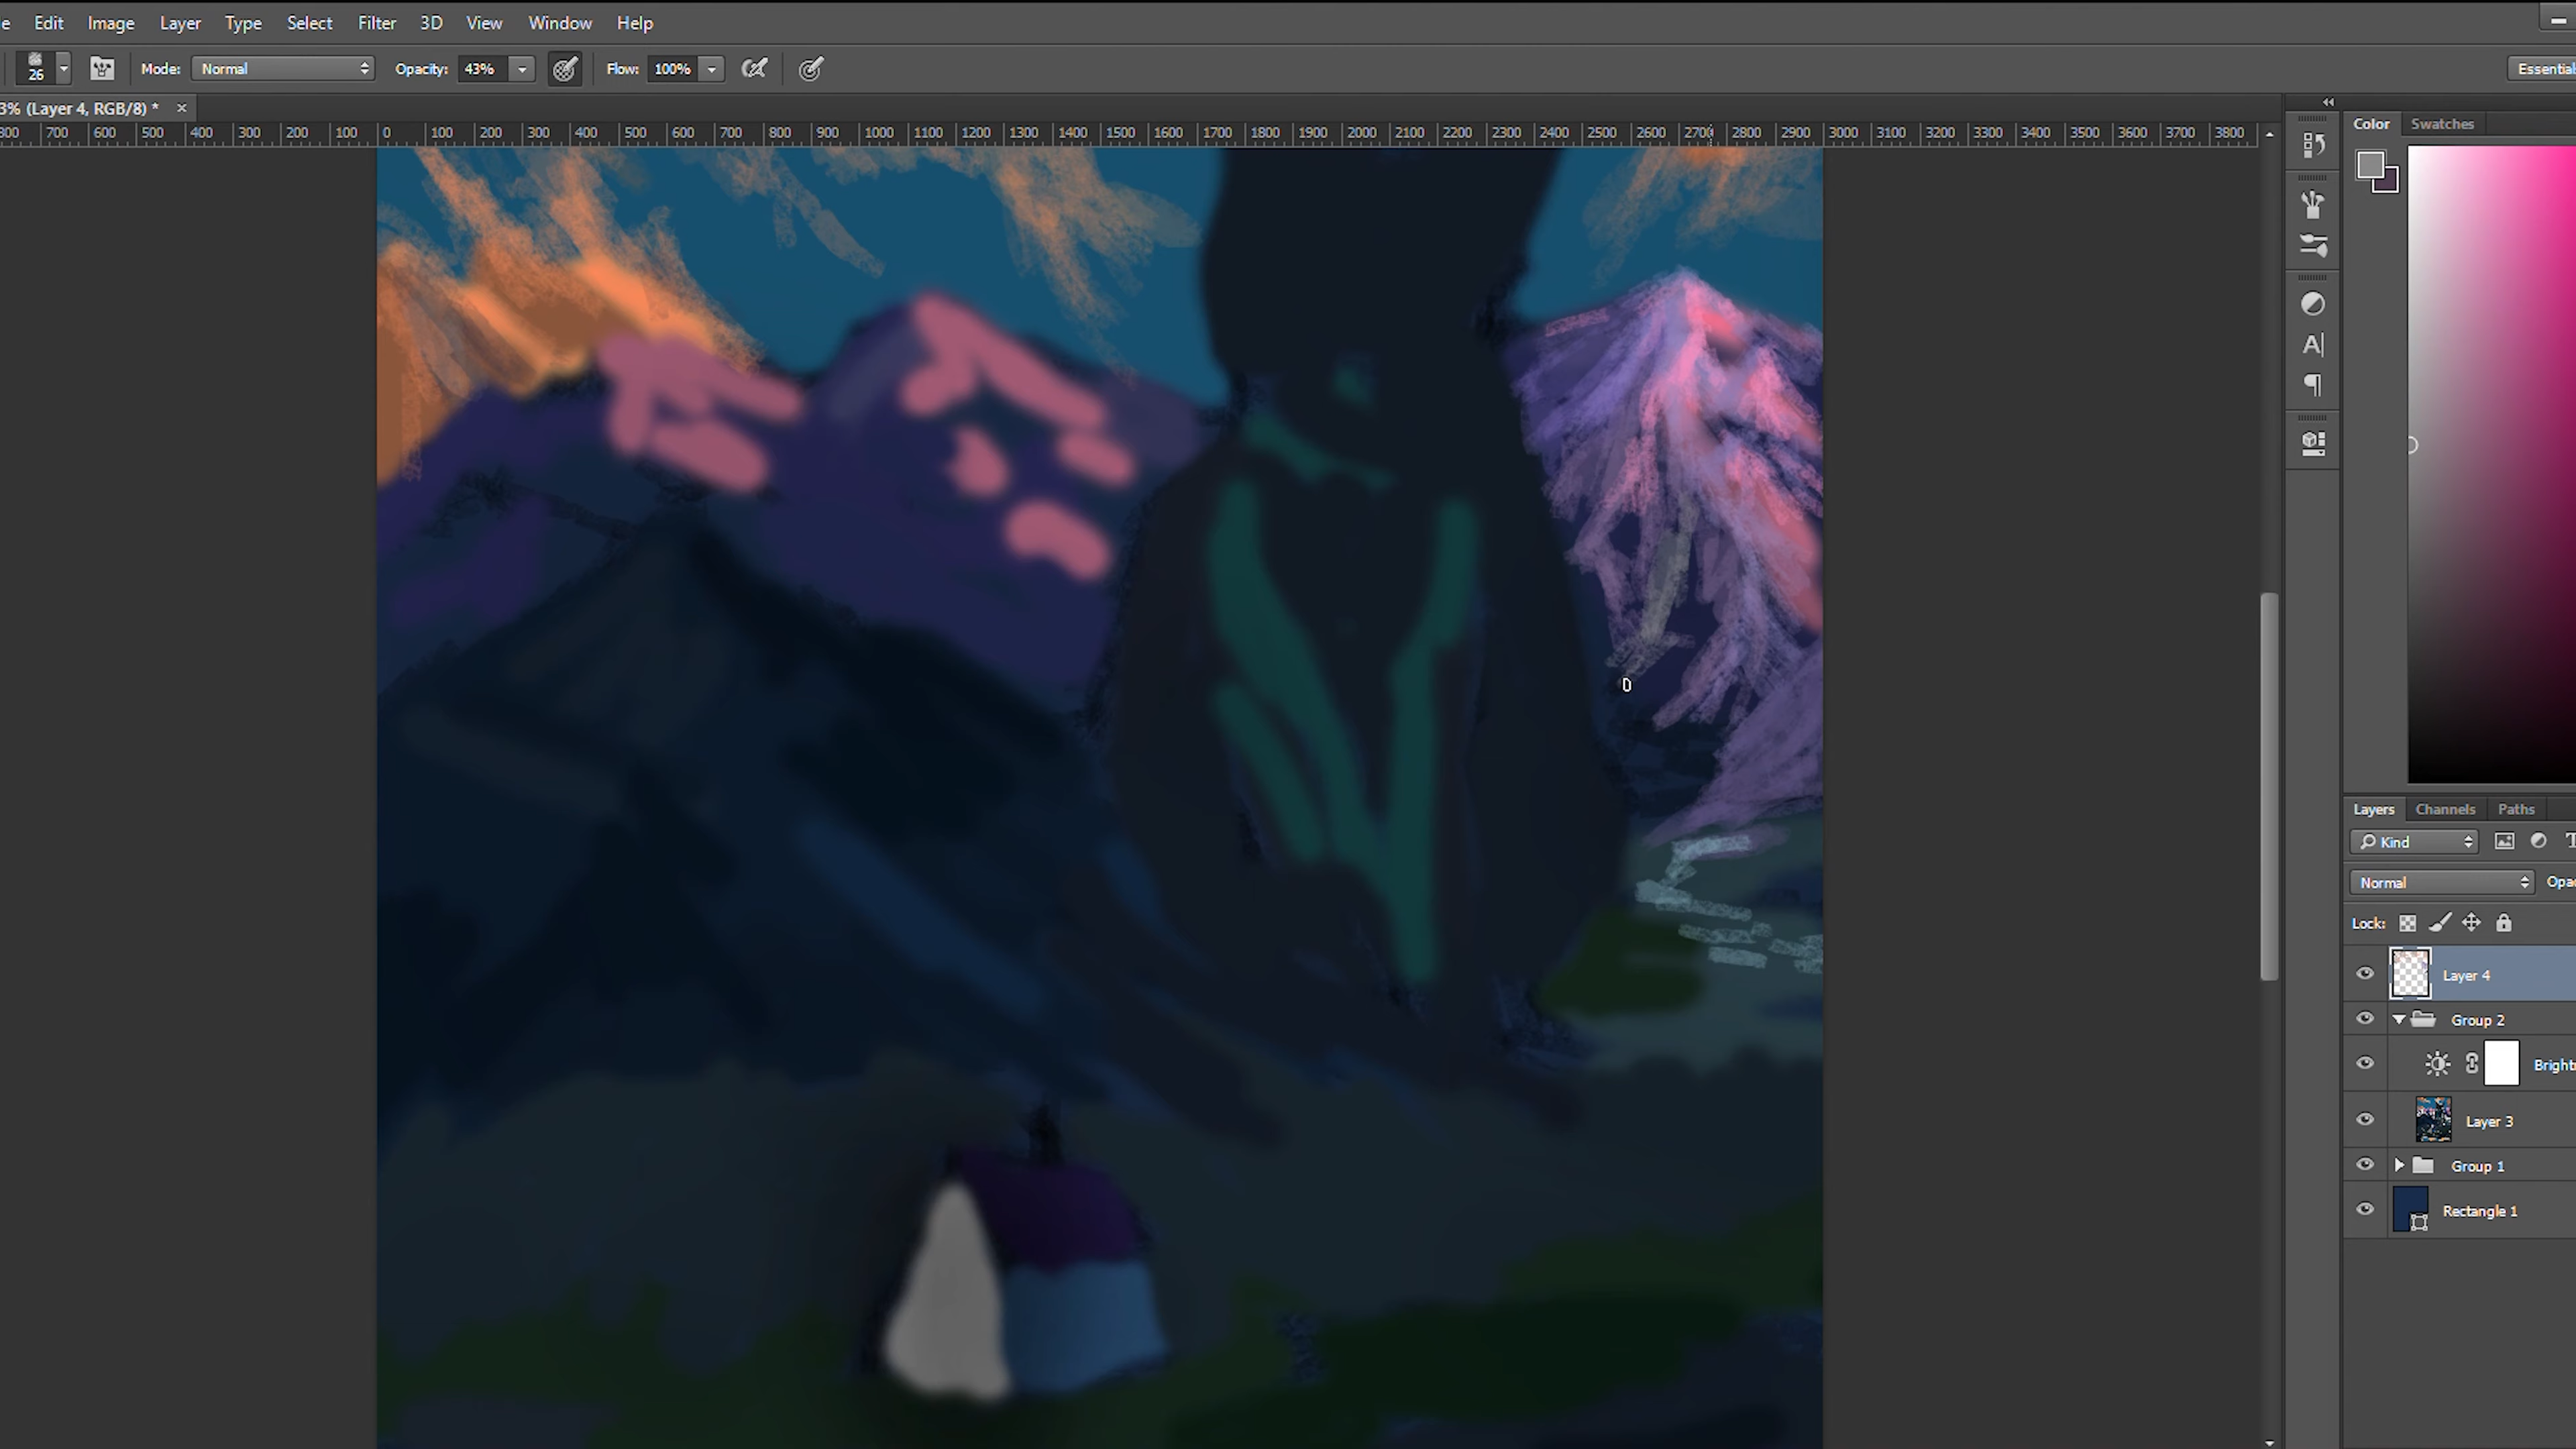 e Edit Image Layer Type Select Filter 3D View Window Help
26 Mode: Normal Opacity: 43% Flow: 100% Essential
3% (Layer 4, RGB/8) * ×
800 700 600 500 400 300 200 100 0 100 200 300 400 500 600 700 800 900 1000 1100 1200 1300 1400 1500 1600 1700 1800 1900 2000 2100 2200 2300 2400 2500 2600 2700 2800 2900 3000 3100 3200 3300 3400 3500 3600 3700 3800
Color Swatches
Layers Channels Paths
Kind T
Normal Opa
Lock:
Layer 4
Group 2
Bright
Layer 3
Group 1
Rectangle 1